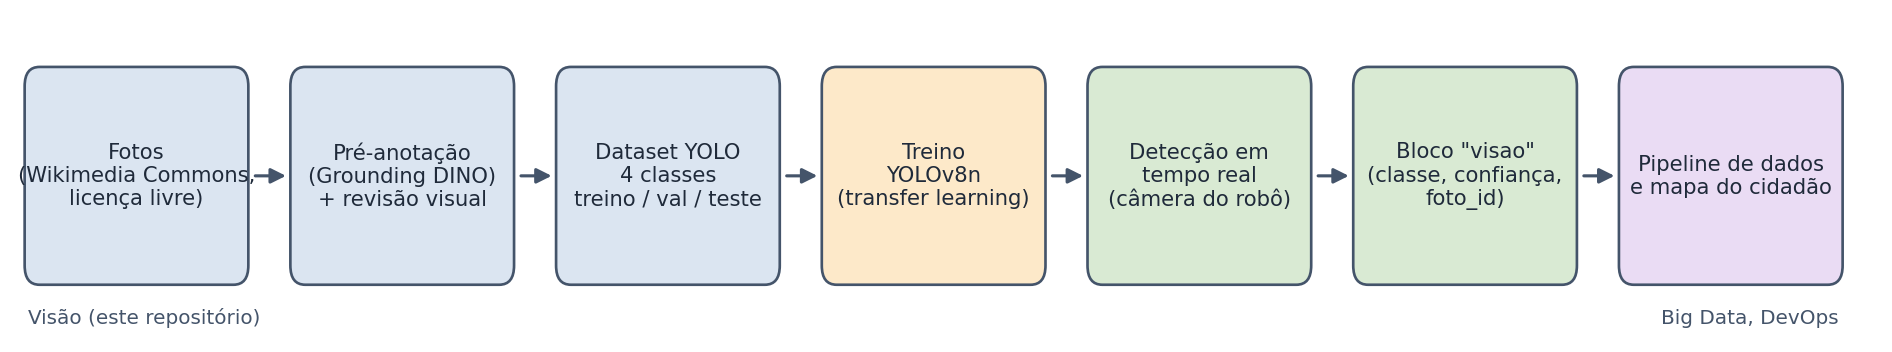 Fotos
(Wikimedia Commons,
licença livre)
Pré-anotação
(Grounding DINO)
+ revisão visual
Dataset YOLO
4 classes
treino / val / teste
Treino
YOLOv8n
(transfer learning)
Detecção em
tempo real
(câmera do robô)
Bloco "visao"
(classe, confiança,
foto_id)
Pipeline de dados
e mapa do cidadão
Visão (este repositório)
Big Data, DevOps